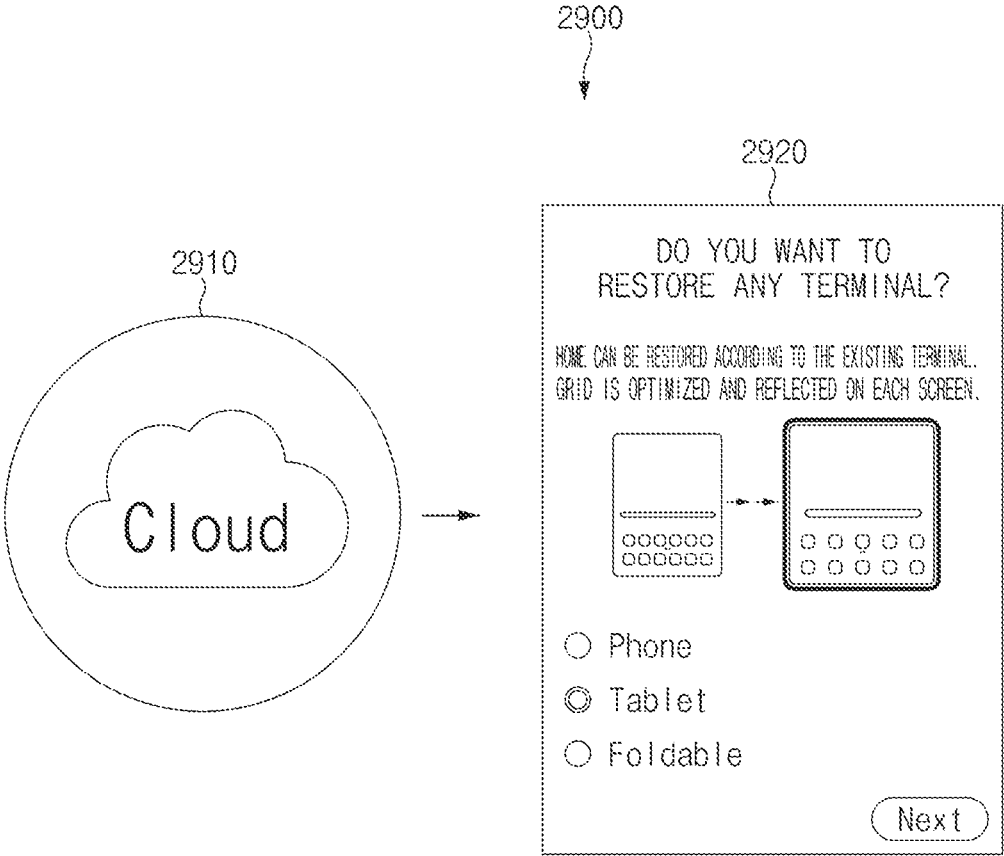 2900
2920
2910
DO YOU WANT TO
RESTORE ANY TERMINAL?
HOME CAN BE RESTORED ACCORDING TO THE EXISTING TERMINAL.
GRID IS OPTIMIZED AND REFLECTED ON EACH SCREEN.
Cloud
Phone
Tablet
Foldable
Next